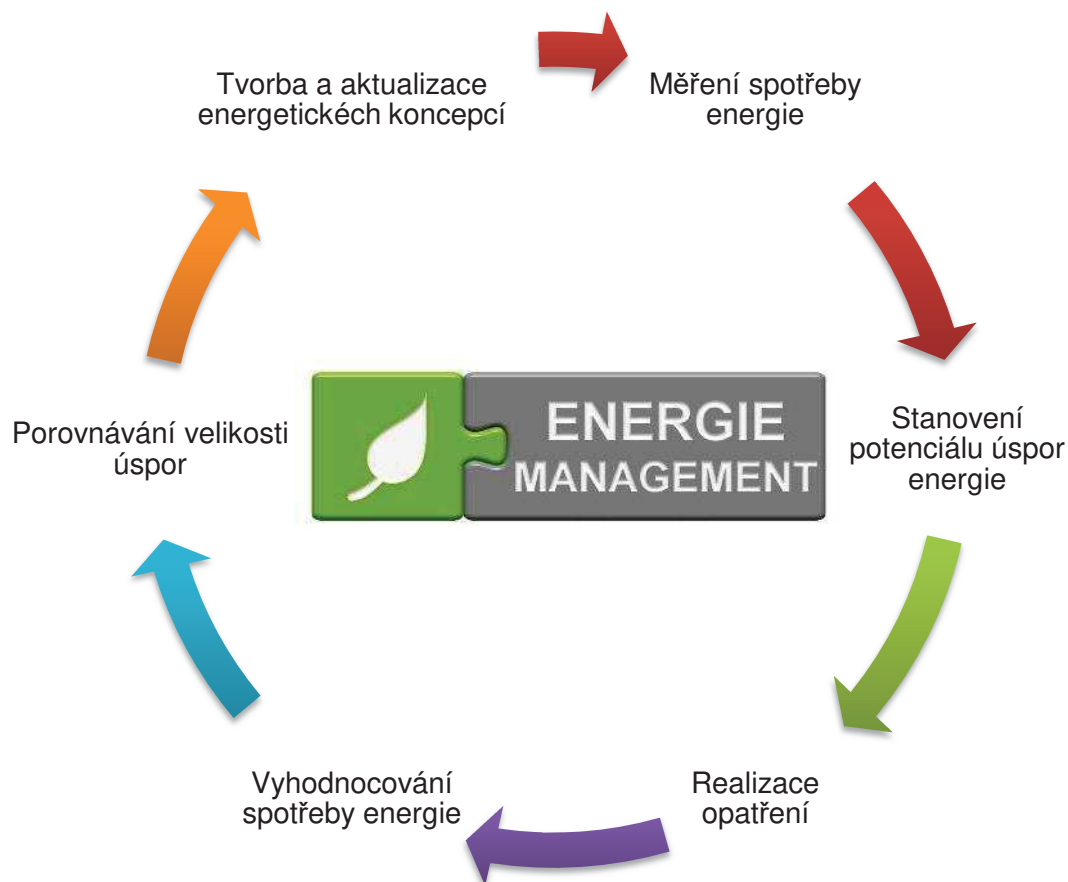 Tvorba a aktualizace
energetickéch koncepcí
Měření spotřeby
energie
Stanovení
potenciálu úspor
energie
Realizace
opatření
Vyhodnocování
spotřeby energie
Porovnávání velikosti
úspor
ENERGIE
MANAGEMENT